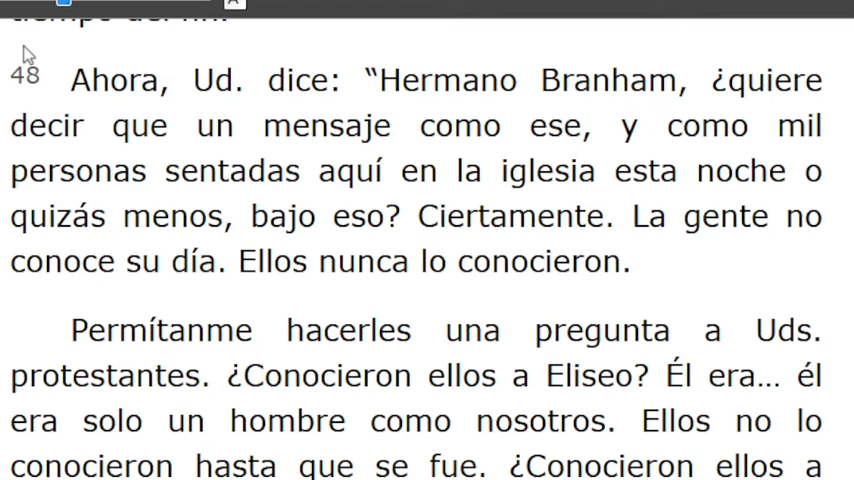 tiempo del fin.
48 Ahora, Ud. dice: “Hermano Branham, ¿quiere
decir que un mensaje como ese, y como mil
personas sentadas aquí en la iglesia esta noche o
quizás menos, bajo eso? Ciertamente. La gente no
conoce su día. Ellos nunca lo conocieron.
Permítanme hacerles una pregunta a Uds.
protestantes. ¿Conocieron ellos a Eliseo? Él era… él
era solo un hombre como nosotros. Ellos no lo
conocieron hasta que se fue. ¿Conocieron ellos a